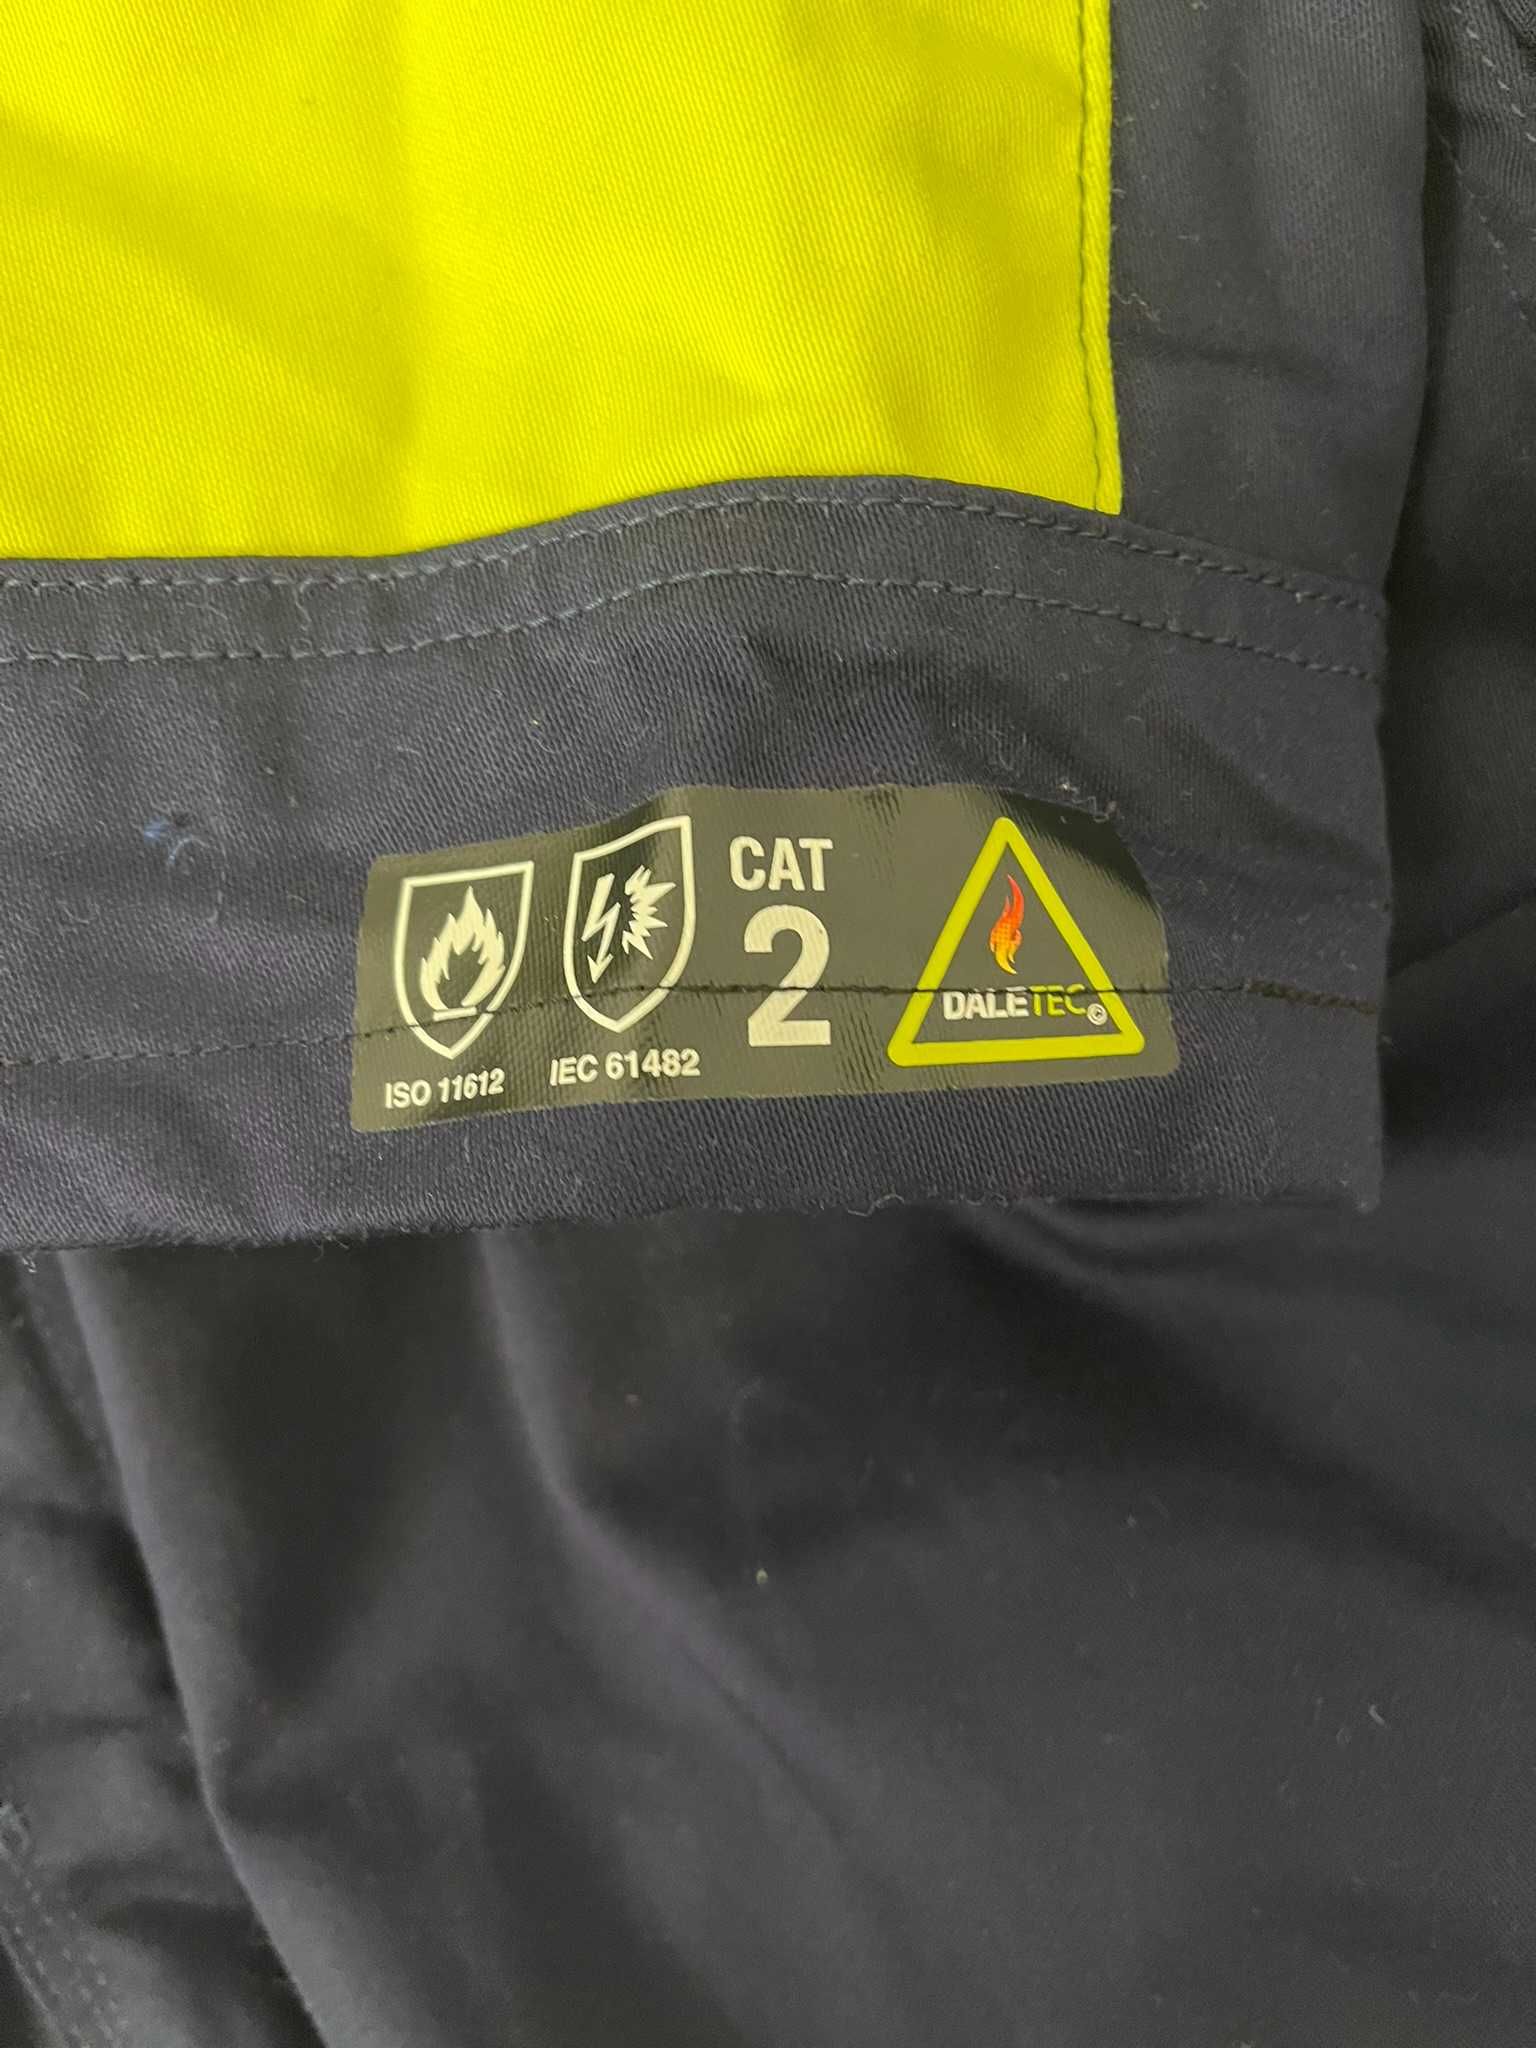 CAT
2
DALETEC©
ISO 11612
IEC 61482